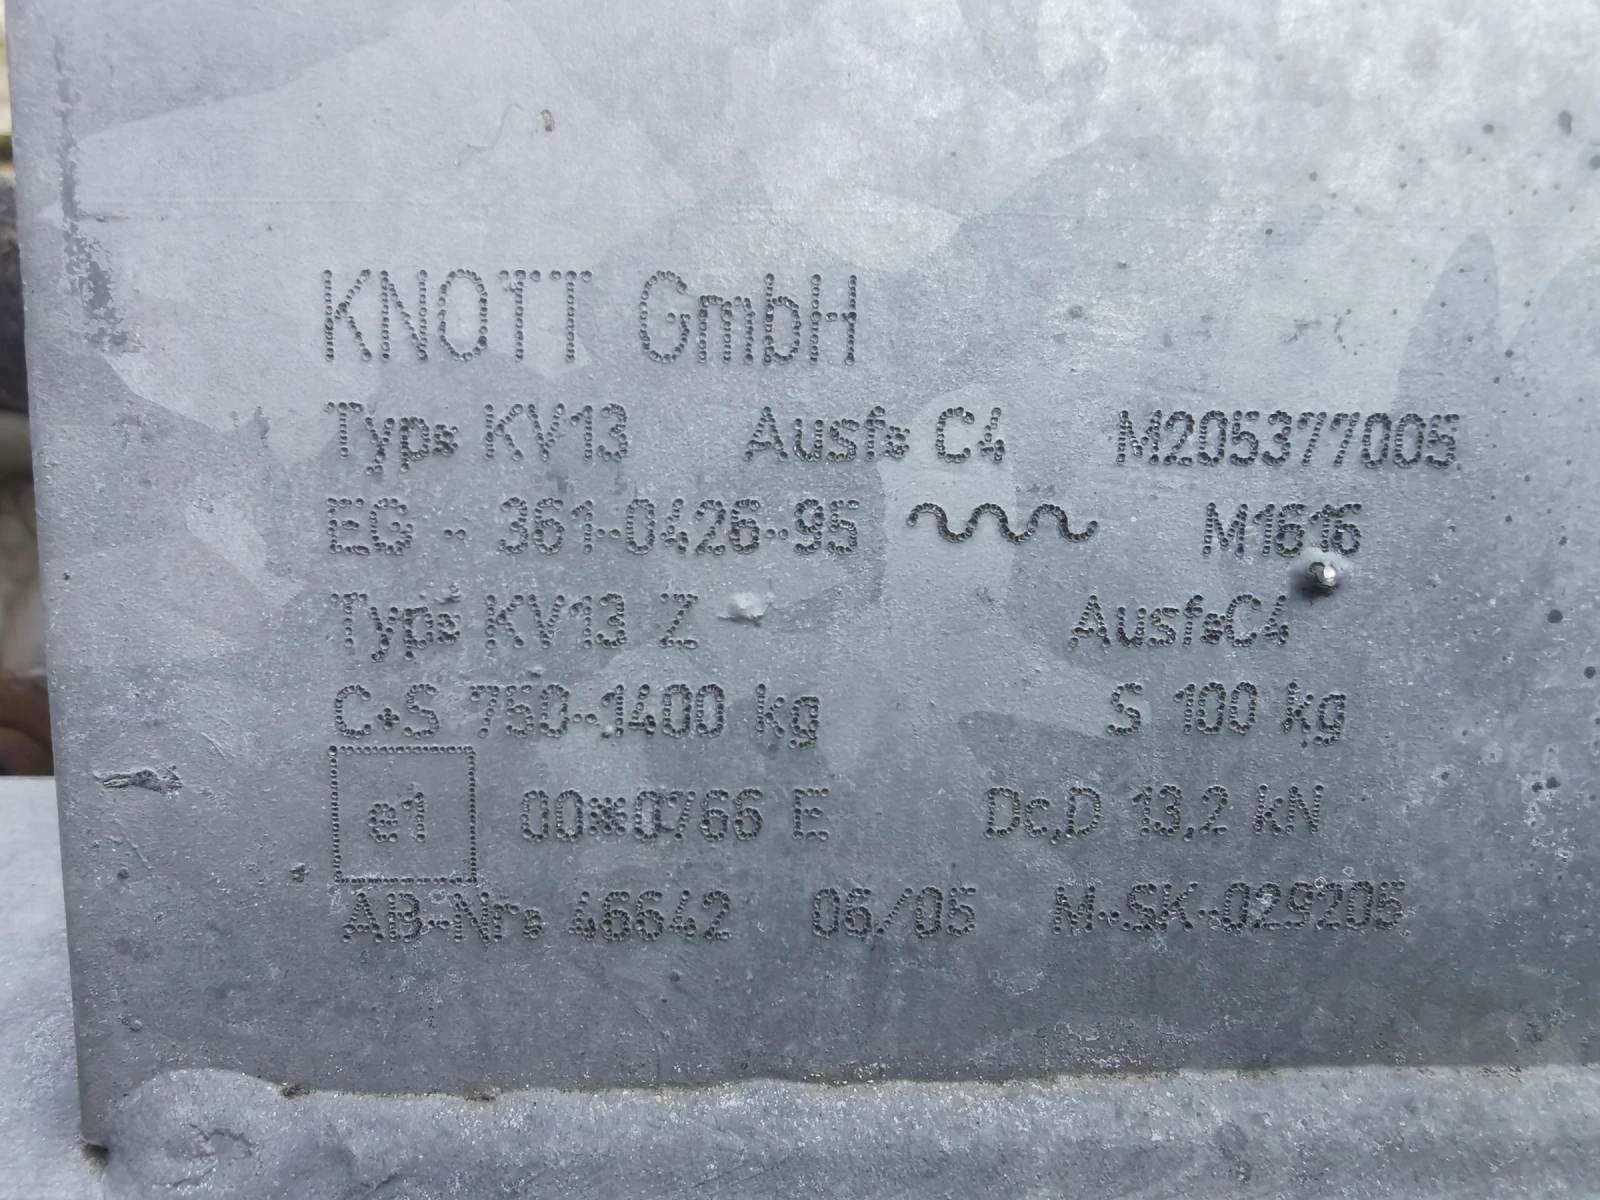 KNOTT GmbH
Typ: KV13 Ausf: C4 M205377005
EG - 361-0426-95 M1616
Typ: KV13 Z Ausf:C4
C+S 750-1400 kg S 100 kg
e1 00*0766 E Dc,D 13,2 kN
AB-Nr: 46642 05/05 M-SK-029205